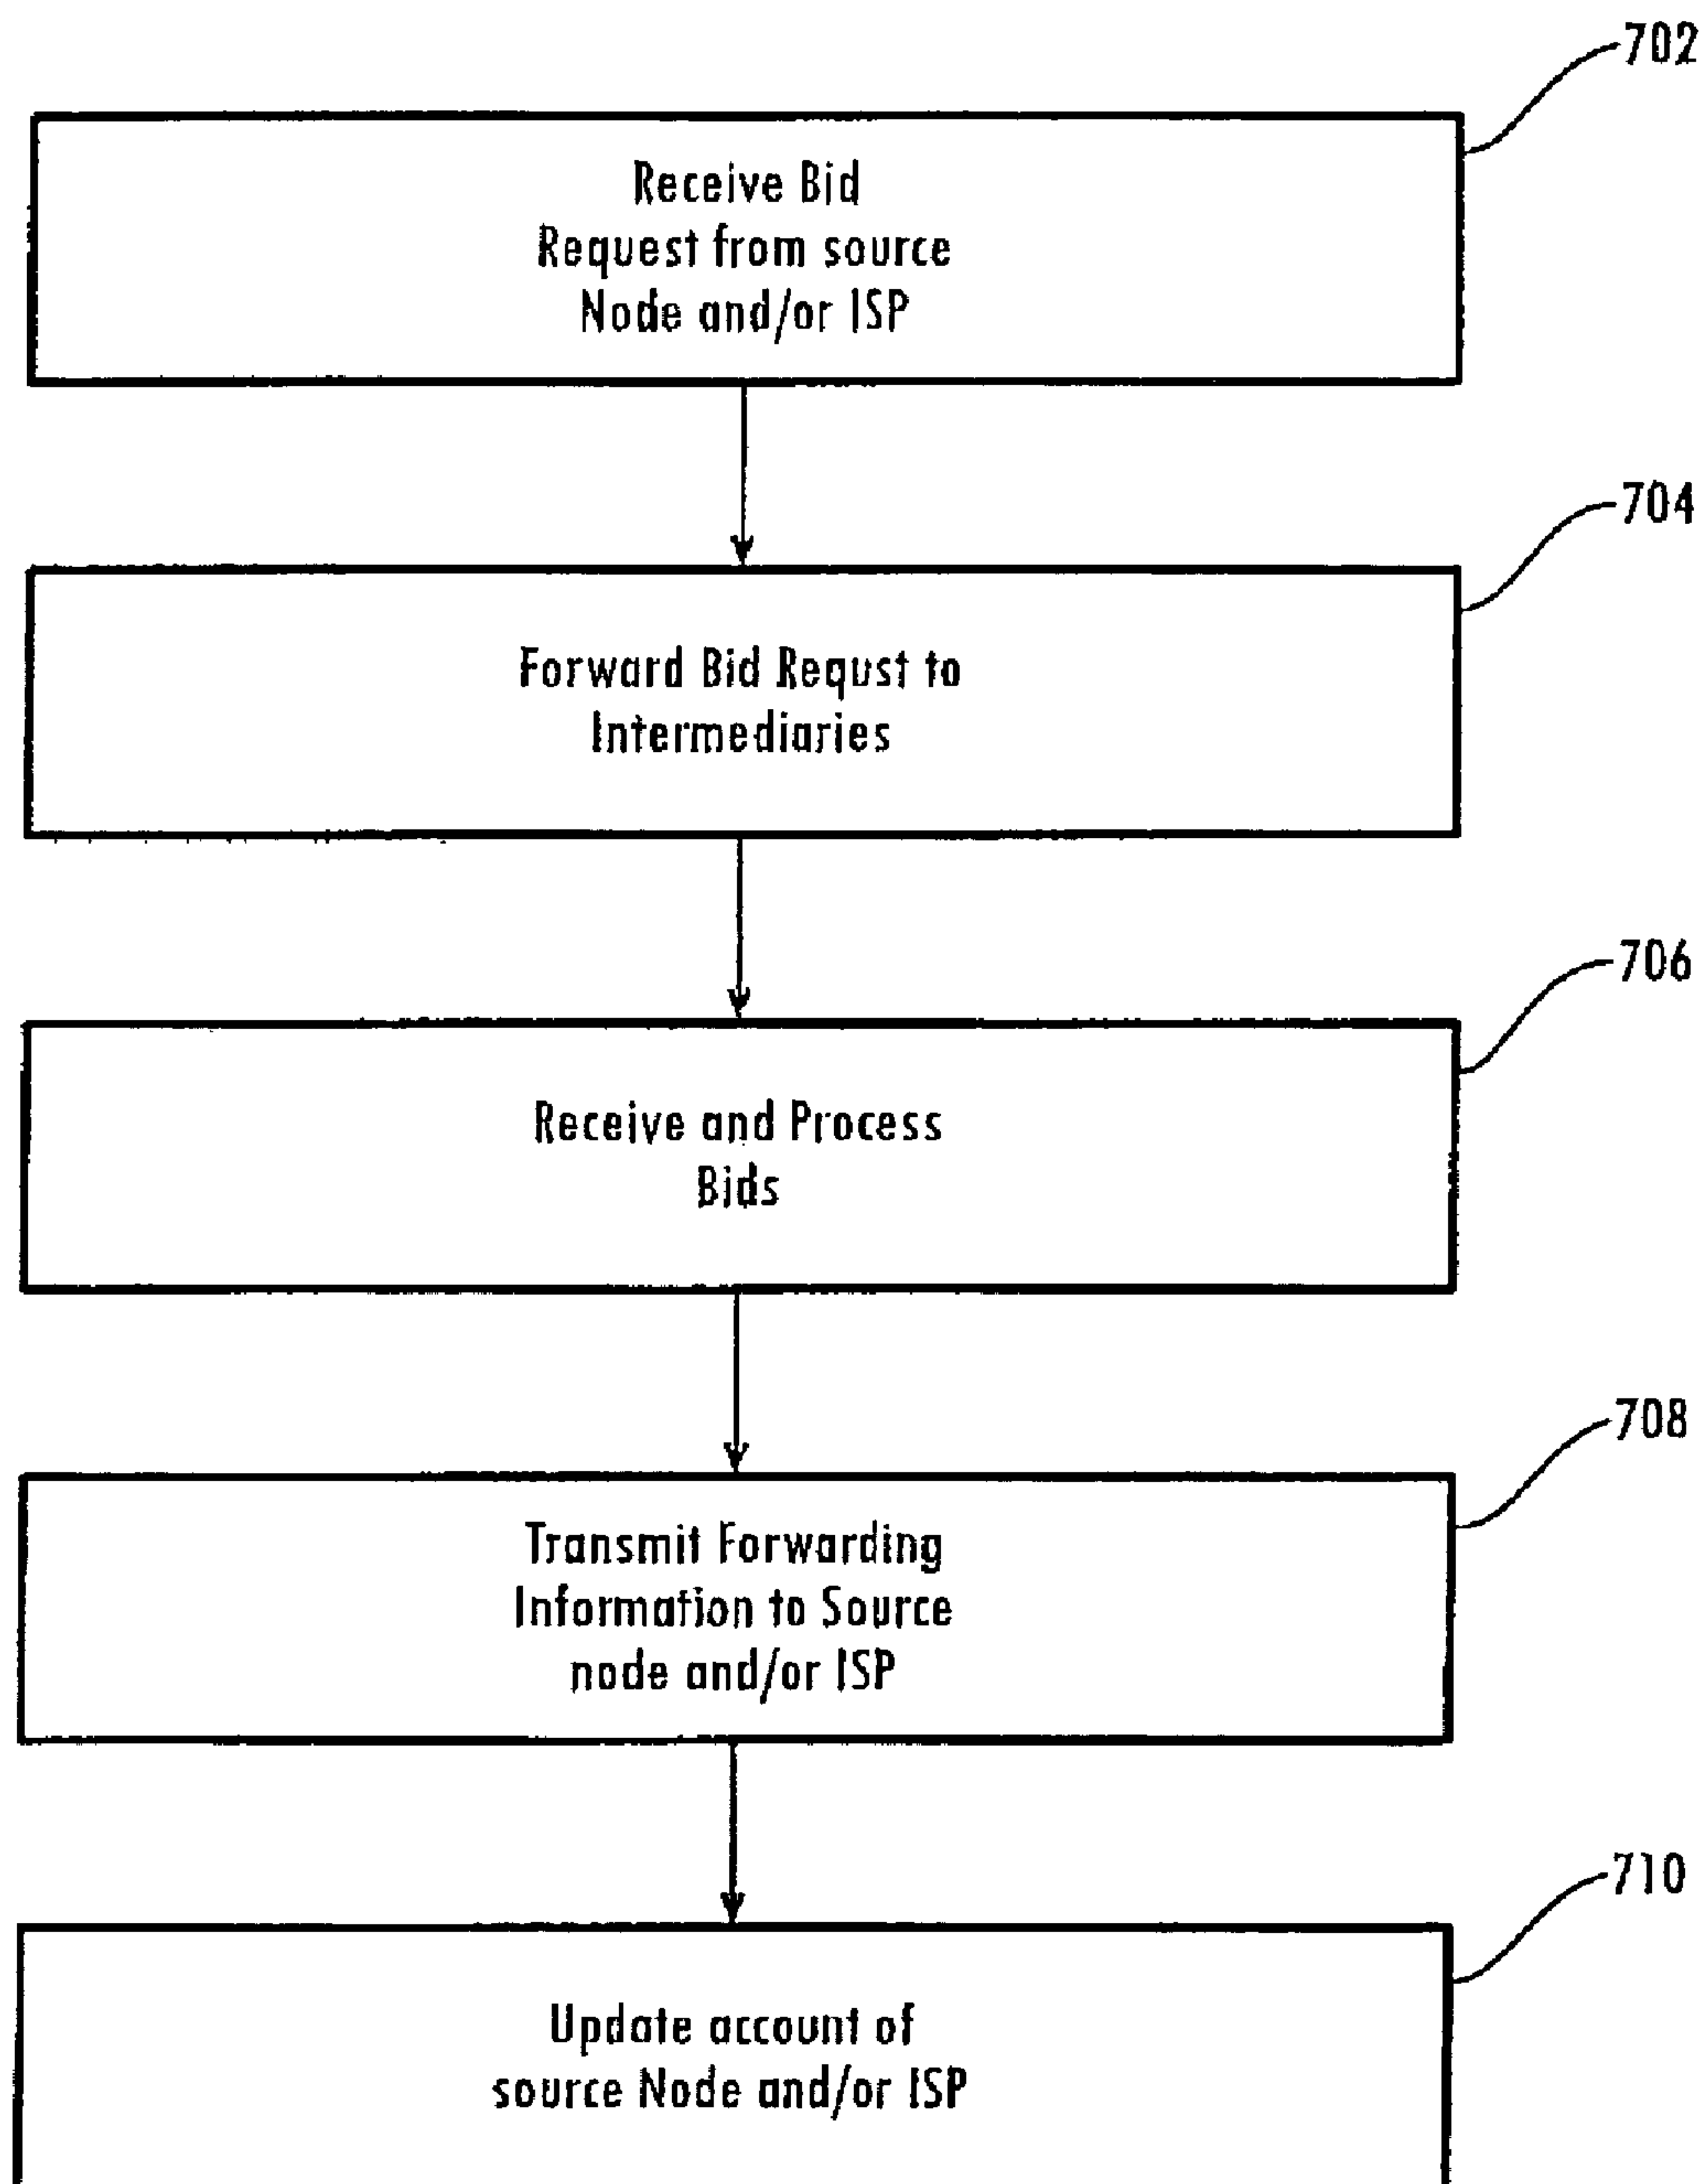 702
Receive Bid
Request from source
Node and/or ISP
704
Forward Bid Requst to
Intermediaries
706
Receive and Process
Bids
708
Transmit Forwarding
Information to Source
node and/or ISP
710
Update account of
source Node and/or ISP